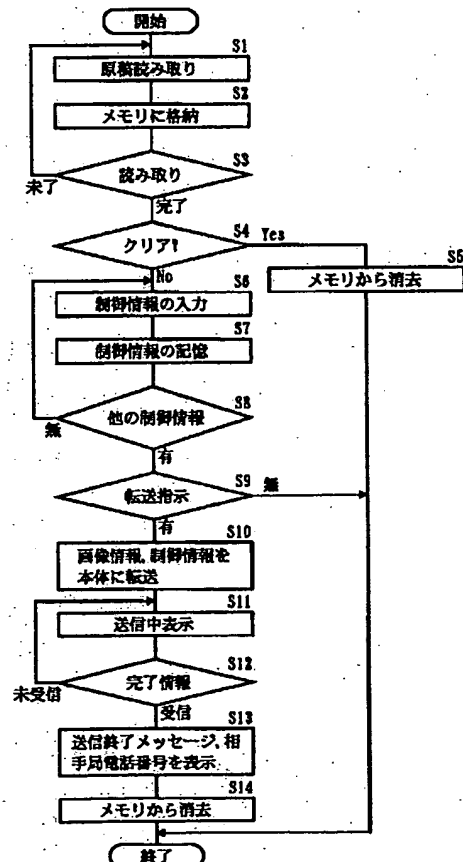 開始
S1
原稿読み取り
S2
メモリに格納
S3
読み取り
未了
完了
S4
クリア?
Yes
No
S5
メモリから消去
S6
制御情報の入力
S7
制御情報の記憶
S8
他の制御情報
無
有
S9
転送指示
無
有
S10
画像情報,制御情報を
本体に転送
S11
送信中表示
S12
完了情報
未受信
受信
S13
送信終了メッセージ,相
手局電話番号を表示
S14
メモリから消去
終了